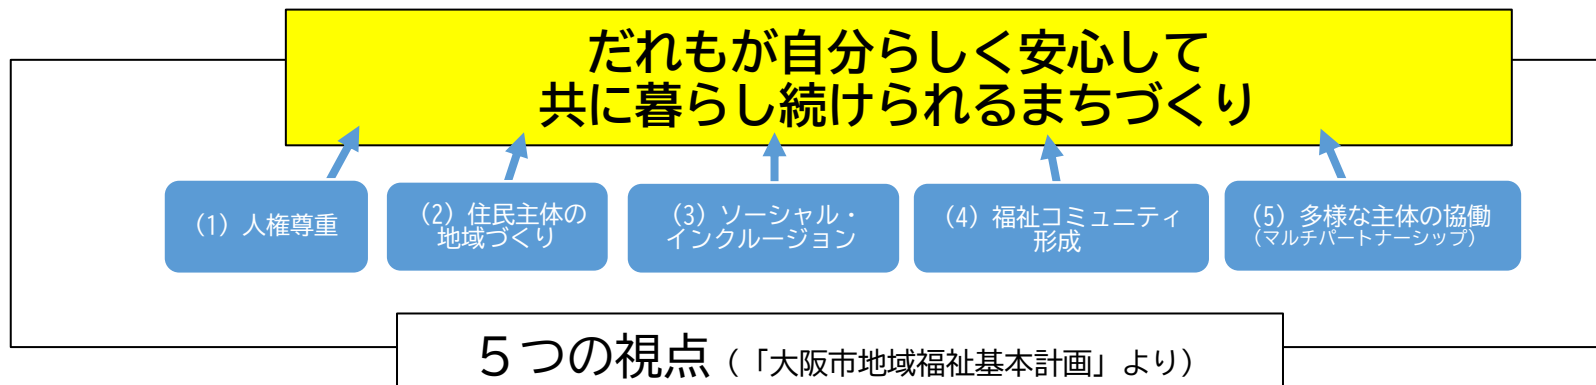 だれもが自分らしく安心して
共に暮らし続けられるまちづくり
(1) 人権尊重
(2) 住民主体の
地域づくり
(3) ソーシャル・
インクルージョン
(4) 福祉コミュニティ
形成
(5) 多様な主体の協働
(マルチパートナーシップ)
５つの視点（「大阪市地域福祉基本計画」より）